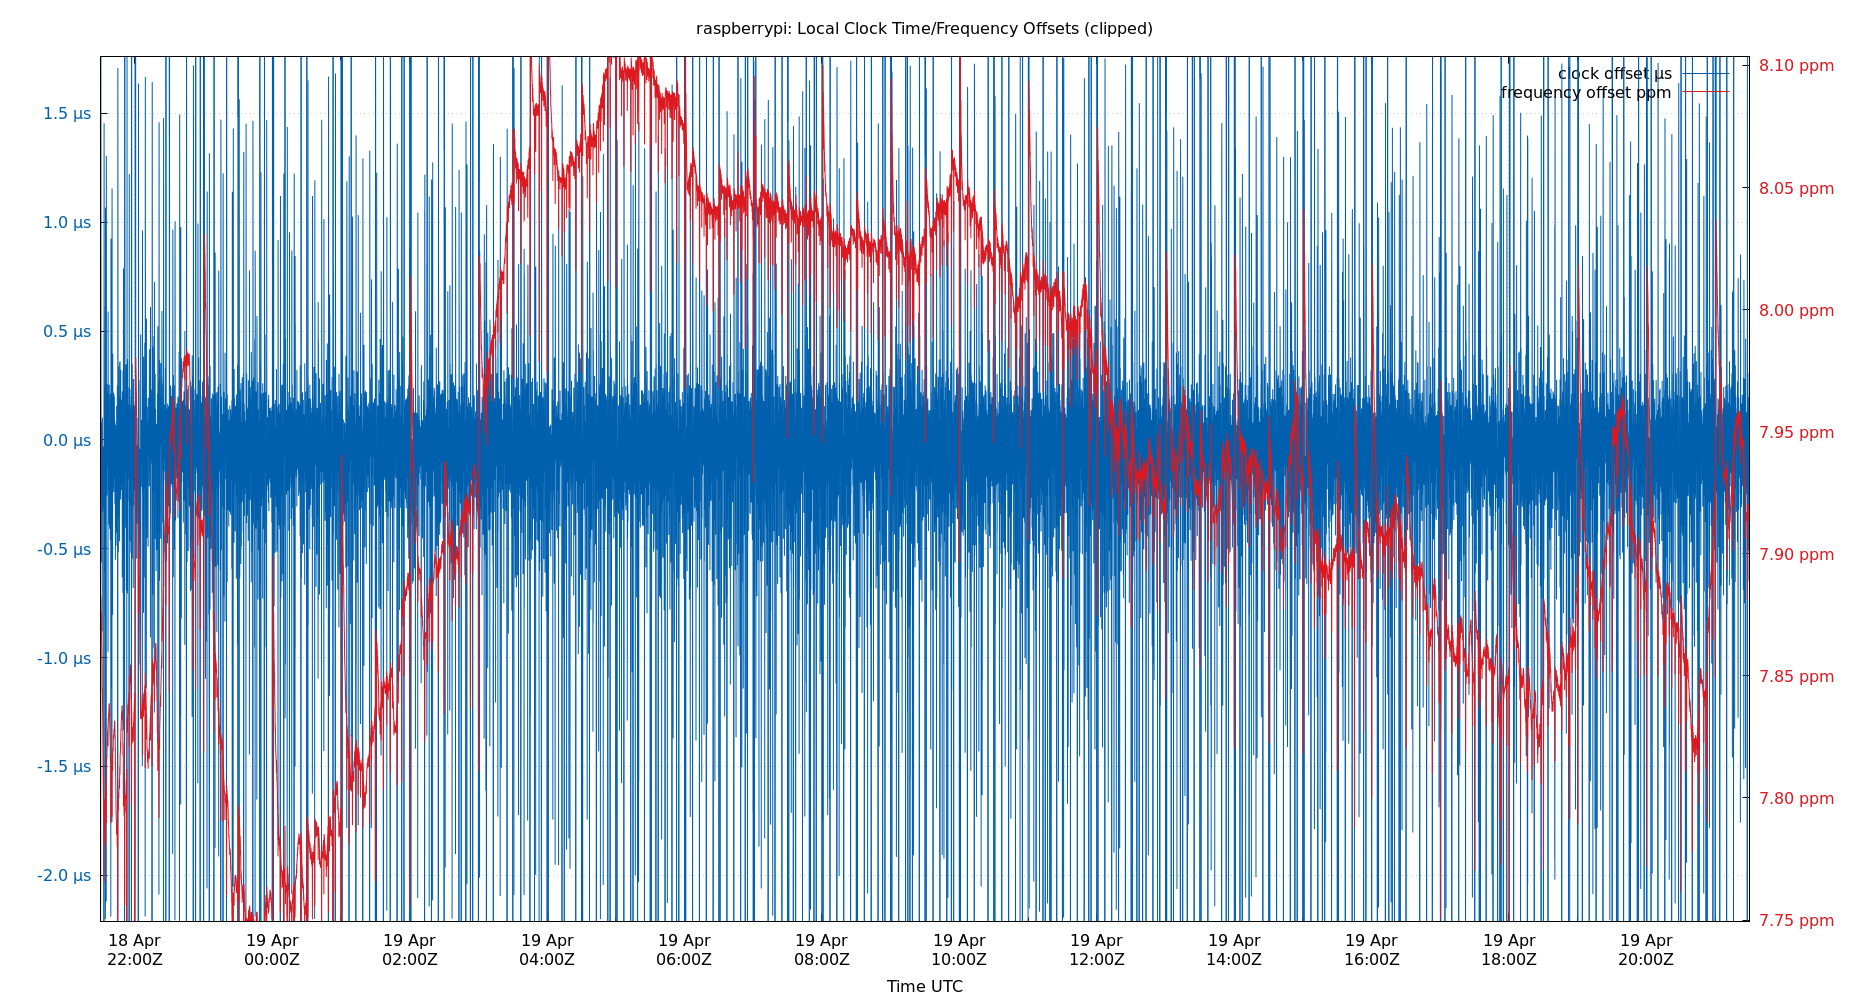 raspberrypi: Local Clock Time/Frequency Offsets (clipped)
clock offset µs
frequency offset ppm
1.5 µs
1.0 µs
0.5 µs
0.0 µs
-0.5 µs
-1.0 µs
-1.5 µs
-2.0 µs
8.10 ppm
8.05 ppm
8.00 ppm
7.95 ppm
7.90 ppm
7.85 ppm
7.80 ppm
7.75 ppm
18 Apr 19 Apr 19 Apr 19 Apr 19 Apr 19 Apr 19 Apr 19 Apr 19 Apr 19 Apr 19 Apr 19 Apr
22:00Z 00:00Z 02:00Z 04:00Z 06:00Z 08:00Z 10:00Z 12:00Z 14:00Z 16:00Z 18:00Z 20:00Z
Time UTC